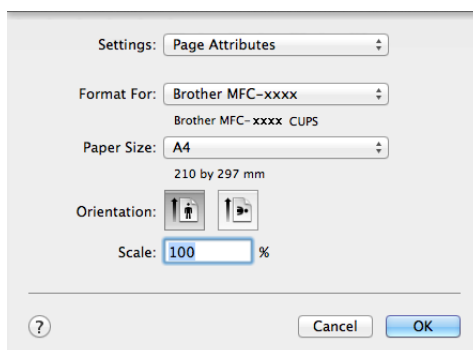 Settings: Page Attributes
Format For: Brother MFC-xxxx
Brother MFC-xxxx CUPS
Paper Size: A4
210 by 297 mm
Orientation:
Scale: 100 %
? Cancel OK